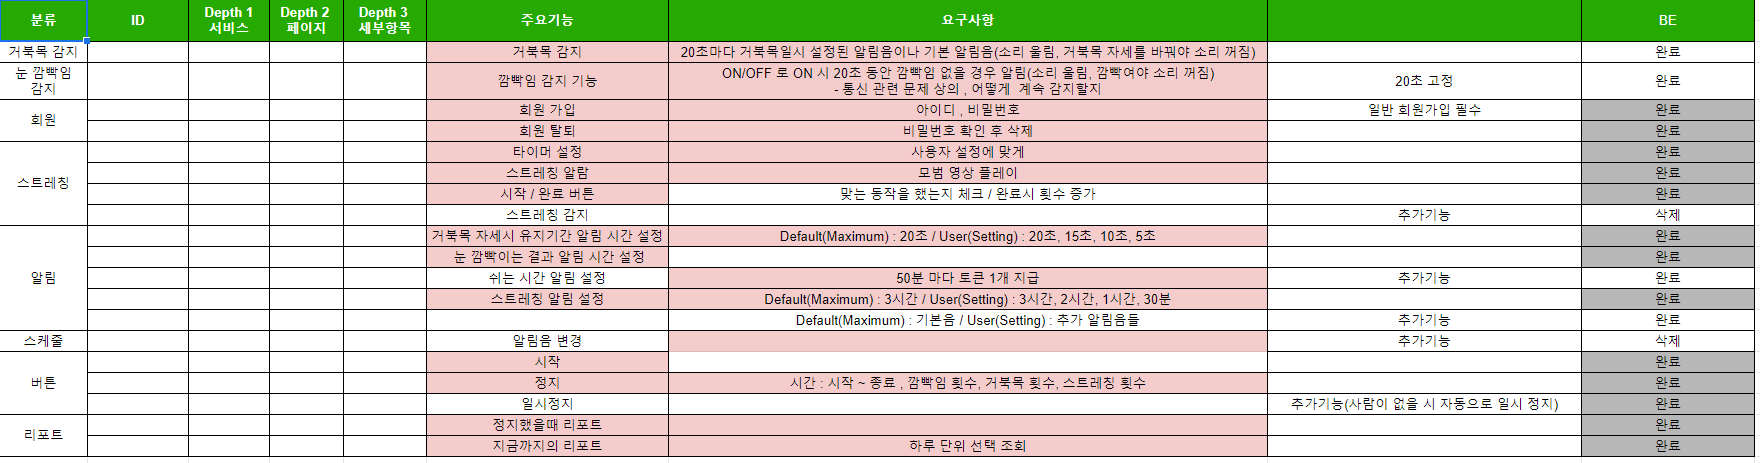 분류 ID Depth 1 서비스 Depth 2 페이지 Depth 3 세부항목 주요기능 요구사항 BE
거북목 감지 거북목 감지 20초마다 거북목일시 설정된 알림음이나 기본 알림음(소리 울림, 거북목 자세를 바꿔야 소리 꺼짐) 완료
눈 깜빡임 감지 깜빡임 감지 기능 ON/OFF 로 ON 시 20초 동안 깜빡임 없을 경우 알림(소리 울림, 깜빡여야 소리 꺼짐)
- 통신 관련 문제 상의 , 어떻게 계속 감지할지 20초 고정 완료
회원 회원 가입 아이디 , 비밀번호 일반 회원가입 필수 완료
회원 탈퇴 비밀번호 확인 후 삭제 완료
스트레칭 타이머 설정 사용자 설정에 맞게 완료
스트레칭 알람 모범 영상 플레이 완료
시작 / 완료 버튼 맞는 동작을 했는지 체크 / 완료시 횟수 증가 완료
스트레칭 감지 추가기능 삭제
알림 거북목 자세시 유지기간 알림 시간 설정 Default(Maximum) : 20초 / User(Setting) : 20초, 15초, 10초, 5초 완료
눈 깜빡이는 결과 알림 시간 설정 완료
쉬는 시간 알림 설정 50분 마다 토큰 1개 지급 추가기능 완료
스트레칭 알림 설정 Default(Maximum) : 3시간 / User(Setting) : 3시간, 2시간, 1시간, 30분 완료
Default(Maximum) : 기본음 / User(Setting) : 추가 알림음들 추가기능 완료
스케줄 알림음 변경 추가기능 삭제
버튼 시작 완료
정지 시간 : 시작 ~ 종료 , 깜빡임 횟수, 거북목 횟수, 스트레칭 횟수 완료
일시정지 추가기능(사람이 없을 시 자동으로 일시 정지) 완료
리포트 정지했을때 리포트 완료
지금까지의 리포트 하루 단위 선택 조회 완료